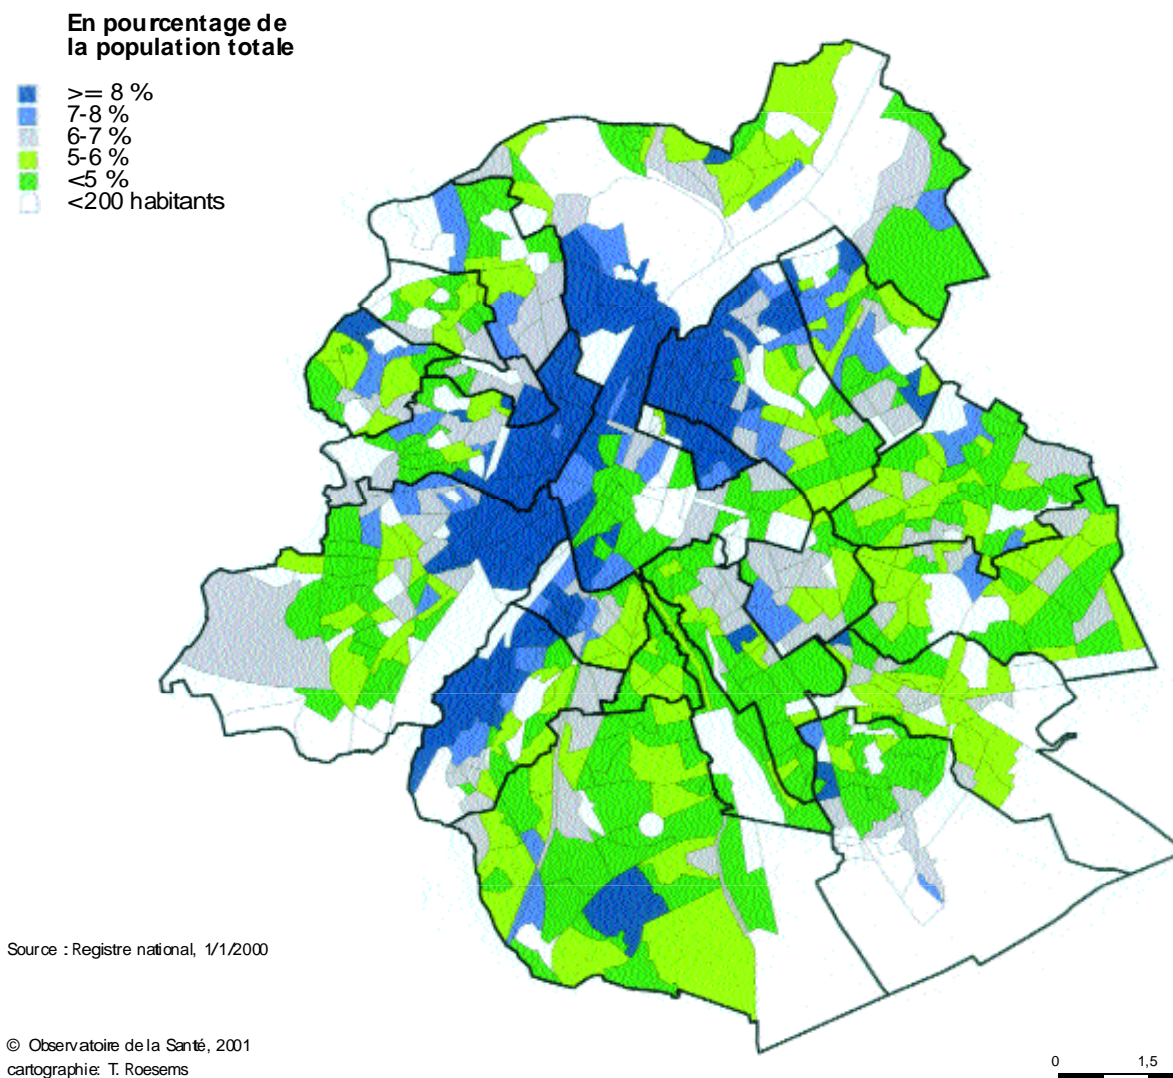 En pourcentage de
la population totale
>= 8 %
7-8 %
6-7 %
5-6 %
<5 %
<200 habitants
Source : Registre national, 1/1/2000
© Observatoire de la Santé, 2001
cartographie: T. Roesems
0 1,5